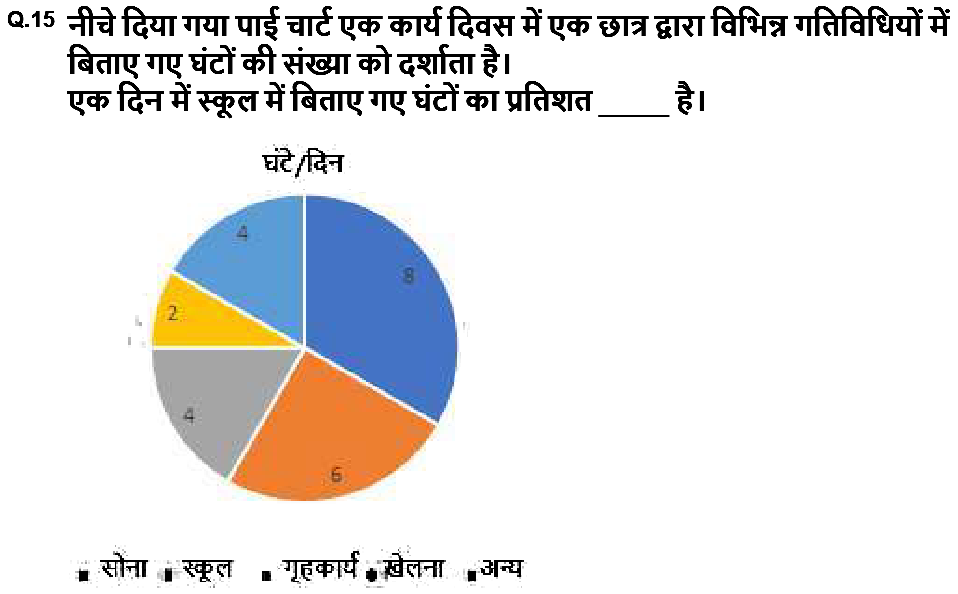 Q.15 नीचे दिया गया पाई चार्ट एक कार्य दिवस में एक छात्र द्वारा विभिन्न गतिविधियों में
बिताए गए घंटों की संख्या को दर्शाता है।
एक दिन में स्कूल में बिताए गए घंटों का प्रतिशत _____ है।
घंटे/दिन
4
8
2
4
6
सोना स्कूल गृहकार्य खेलना अन्य